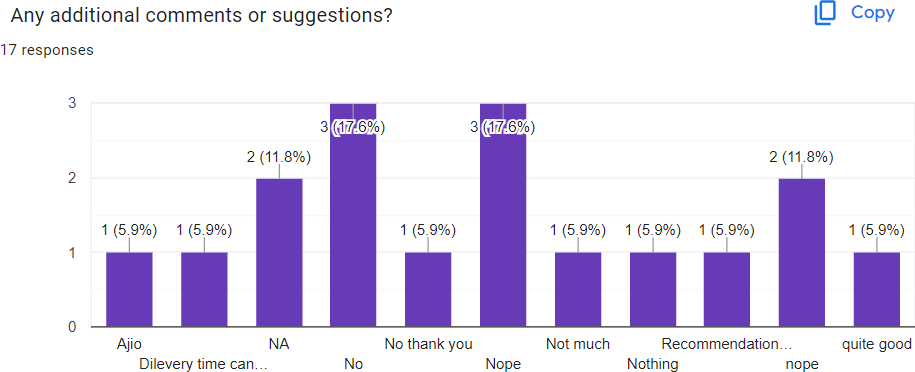 Any additional comments or suggestions?
Copy
17 responses
3
2
1
0
1 (5.9%)
1 (5.9%)
2 (11.8%)
3 (17.6%)
1 (5.9%)
3 (17.6%)
1 (5.9%)
1 (5.9%)
1 (5.9%)
2 (11.8%)
1 (5.9%)
Ajio
Dilevery time can…
NA
No
No thank you
Nope
Not much
Nothing
Recommendation…
nope
quite good